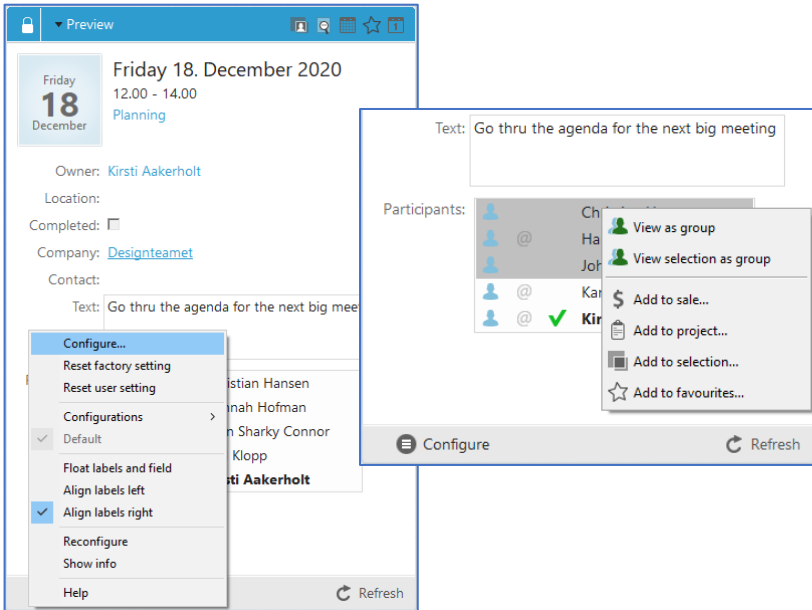 Preview
1
Friday
18
December
Friday 18. December 2020
12.00 - 14.00
Planning
Owner: Kirsti Aakerholt
Location:
Completed:
Company: Designteamet
Contact:
Text: Go thru the agenda for the next big
Configure...
Reset factory setting
Reset user setting
Configurations
Default
Float labels and field
Align labels left
Align labels right
Reconfigure
Show info
Help
Hansen
Hofman
Sharky Connor
Klopp
Aakerholt
Refresh
Text: Go thru the agenda for the next big meeting
Participants:
@
@
@
View as group
View selection as group
Add to sale...
Add to project...
Add to selection...
Add to favourites...
Configure
Refresh